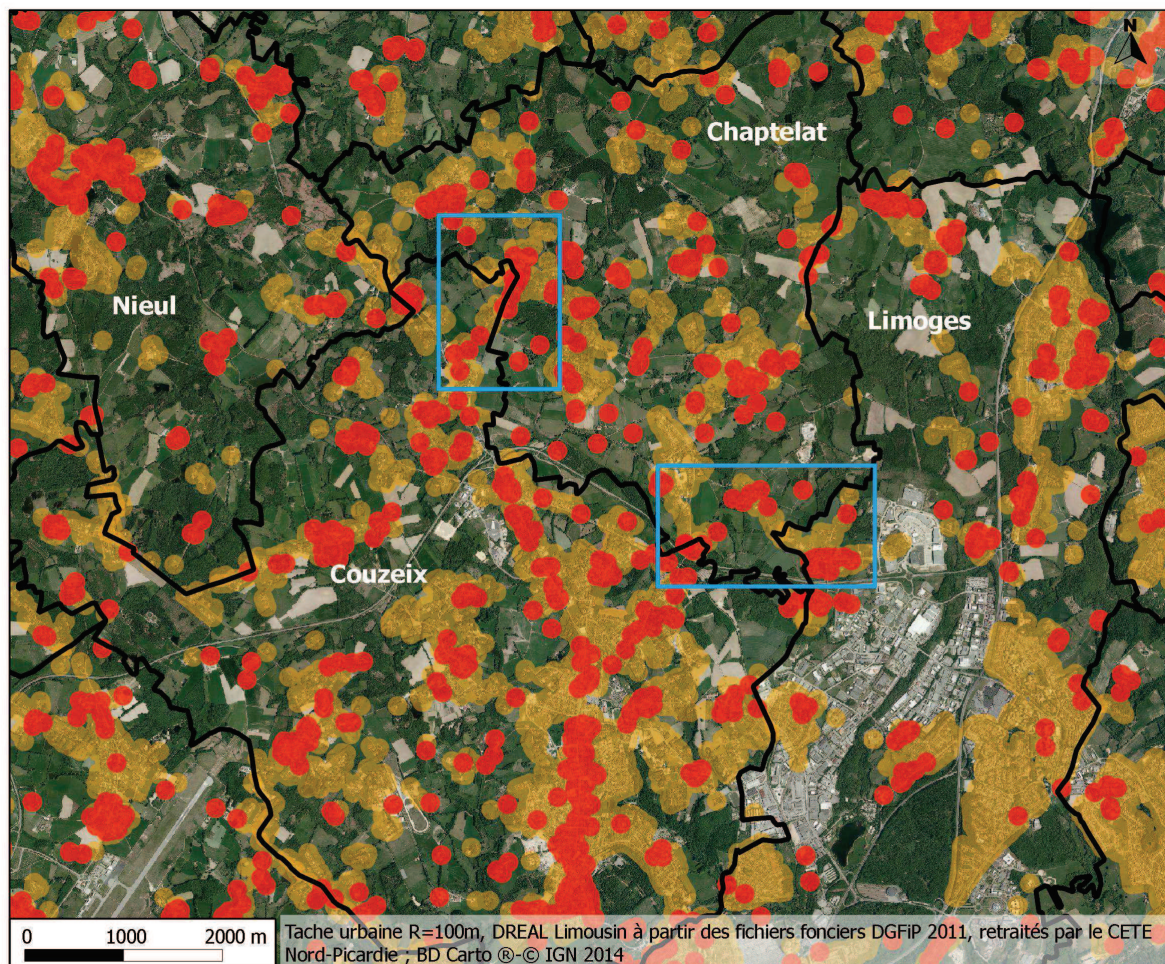 N
Chaptelat
Nieul
Limoges
Couzeix
0 1000 2000 m
Tache urbaine R=100m, DREAL Limousin à partir des fichiers fonciers DGFiP 2011, retraités par le CETE
Nord-Picardie ; BD Carto ®-© IGN 2014